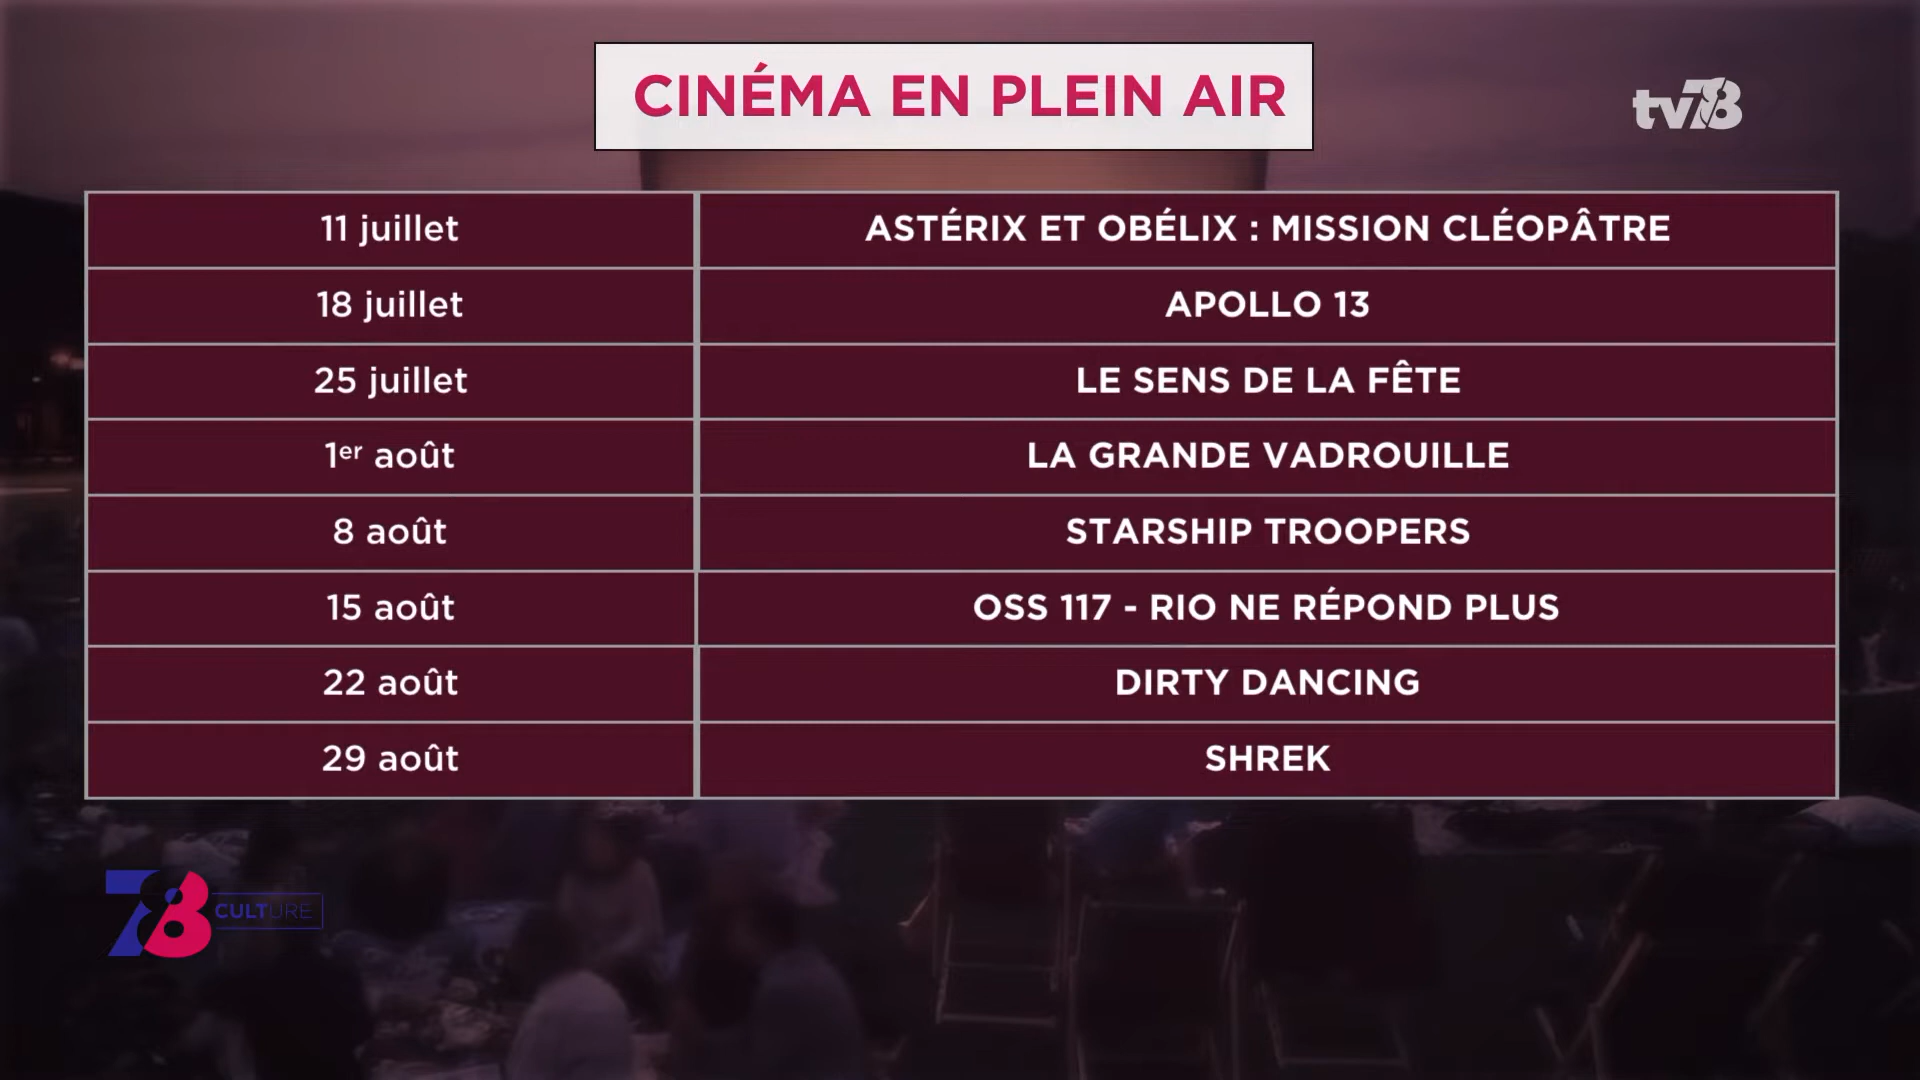 CINÉMA EN PLEIN AIR
tv78
11 juillet ASTÉRIX ET OBÉLIX : MISSION CLÉOPÂTRE
18 juillet APOLLO 13
25 juillet LE SENS DE LA FÊTE
1er août LA GRANDE VADROUILLE
8 août STARSHIP TROOPERS
15 août OSS 117 - RIO NE RÉPOND PLUS
22 août DIRTY DANCING
29 août SHREK
78 CULTURE